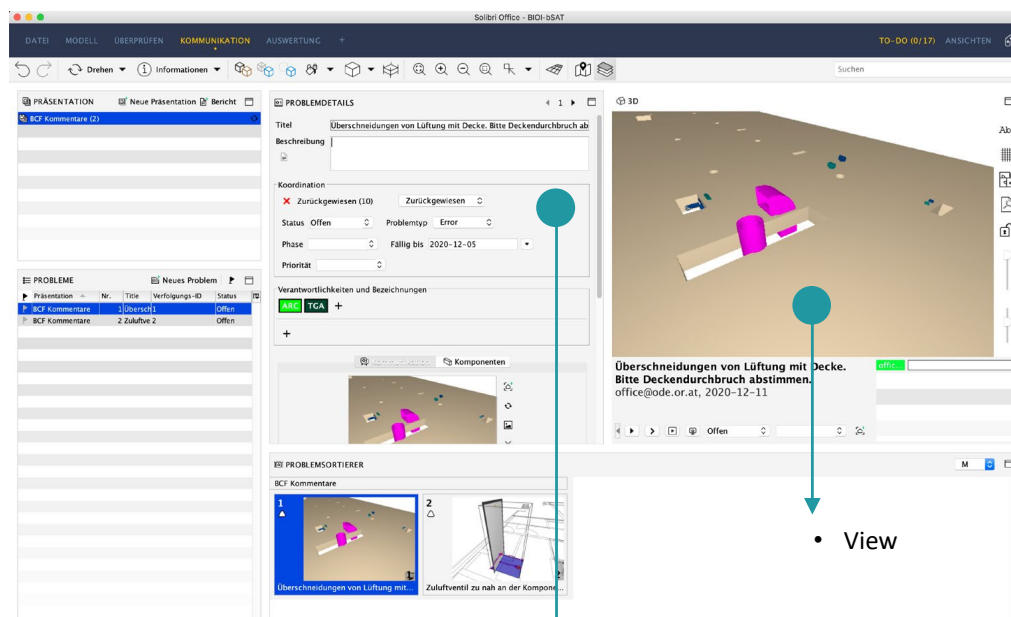 Solibri Office - BIOI-bSAT
DATEI MODELL ÜBERPRÜFEN KOMMUNIKATION AUSWERTUNG +
TO-DO (0/17) ANSICHTEN
Drehen Informationen
Suchen
PRÄSENTATION Neue Präsentation Bericht
BCF Kommentare (2)
PROBLEME Neues Problem
Präsentation Nr. Title Verfolgungs-ID Status
BCF Kommentare 1 Übersch 1 Offen
BCF Kommentare 2 Zuluftve 2 Offen
PROBLEMDETAILS 1
Titel Überschneidungen von Lüftung mit Decke. Bitte Deckendurchbruch ab
Beschreibung
Koordination
Zurückgewiesen (10) Zurückgewiesen
Status Offen Problemtyp Error
Phase Fällig bis 2020-12-05
Priorität
Verantwortlichkeiten und Bezeichnungen
ARC TGA +
+
Komponenten
3D
Überschneidungen von Lüftung mit Decke.
Bitte Deckendurchbruch abstimmen.
office@ode.or.at, 2020-12-11
offic...
Offen
PROBLEMSORTIERER
M
BCF Kommentare
1
1
Überschneidungen von Lüftung mit...
2
2
Zuluftventil zu nah an der Kompone...
• View